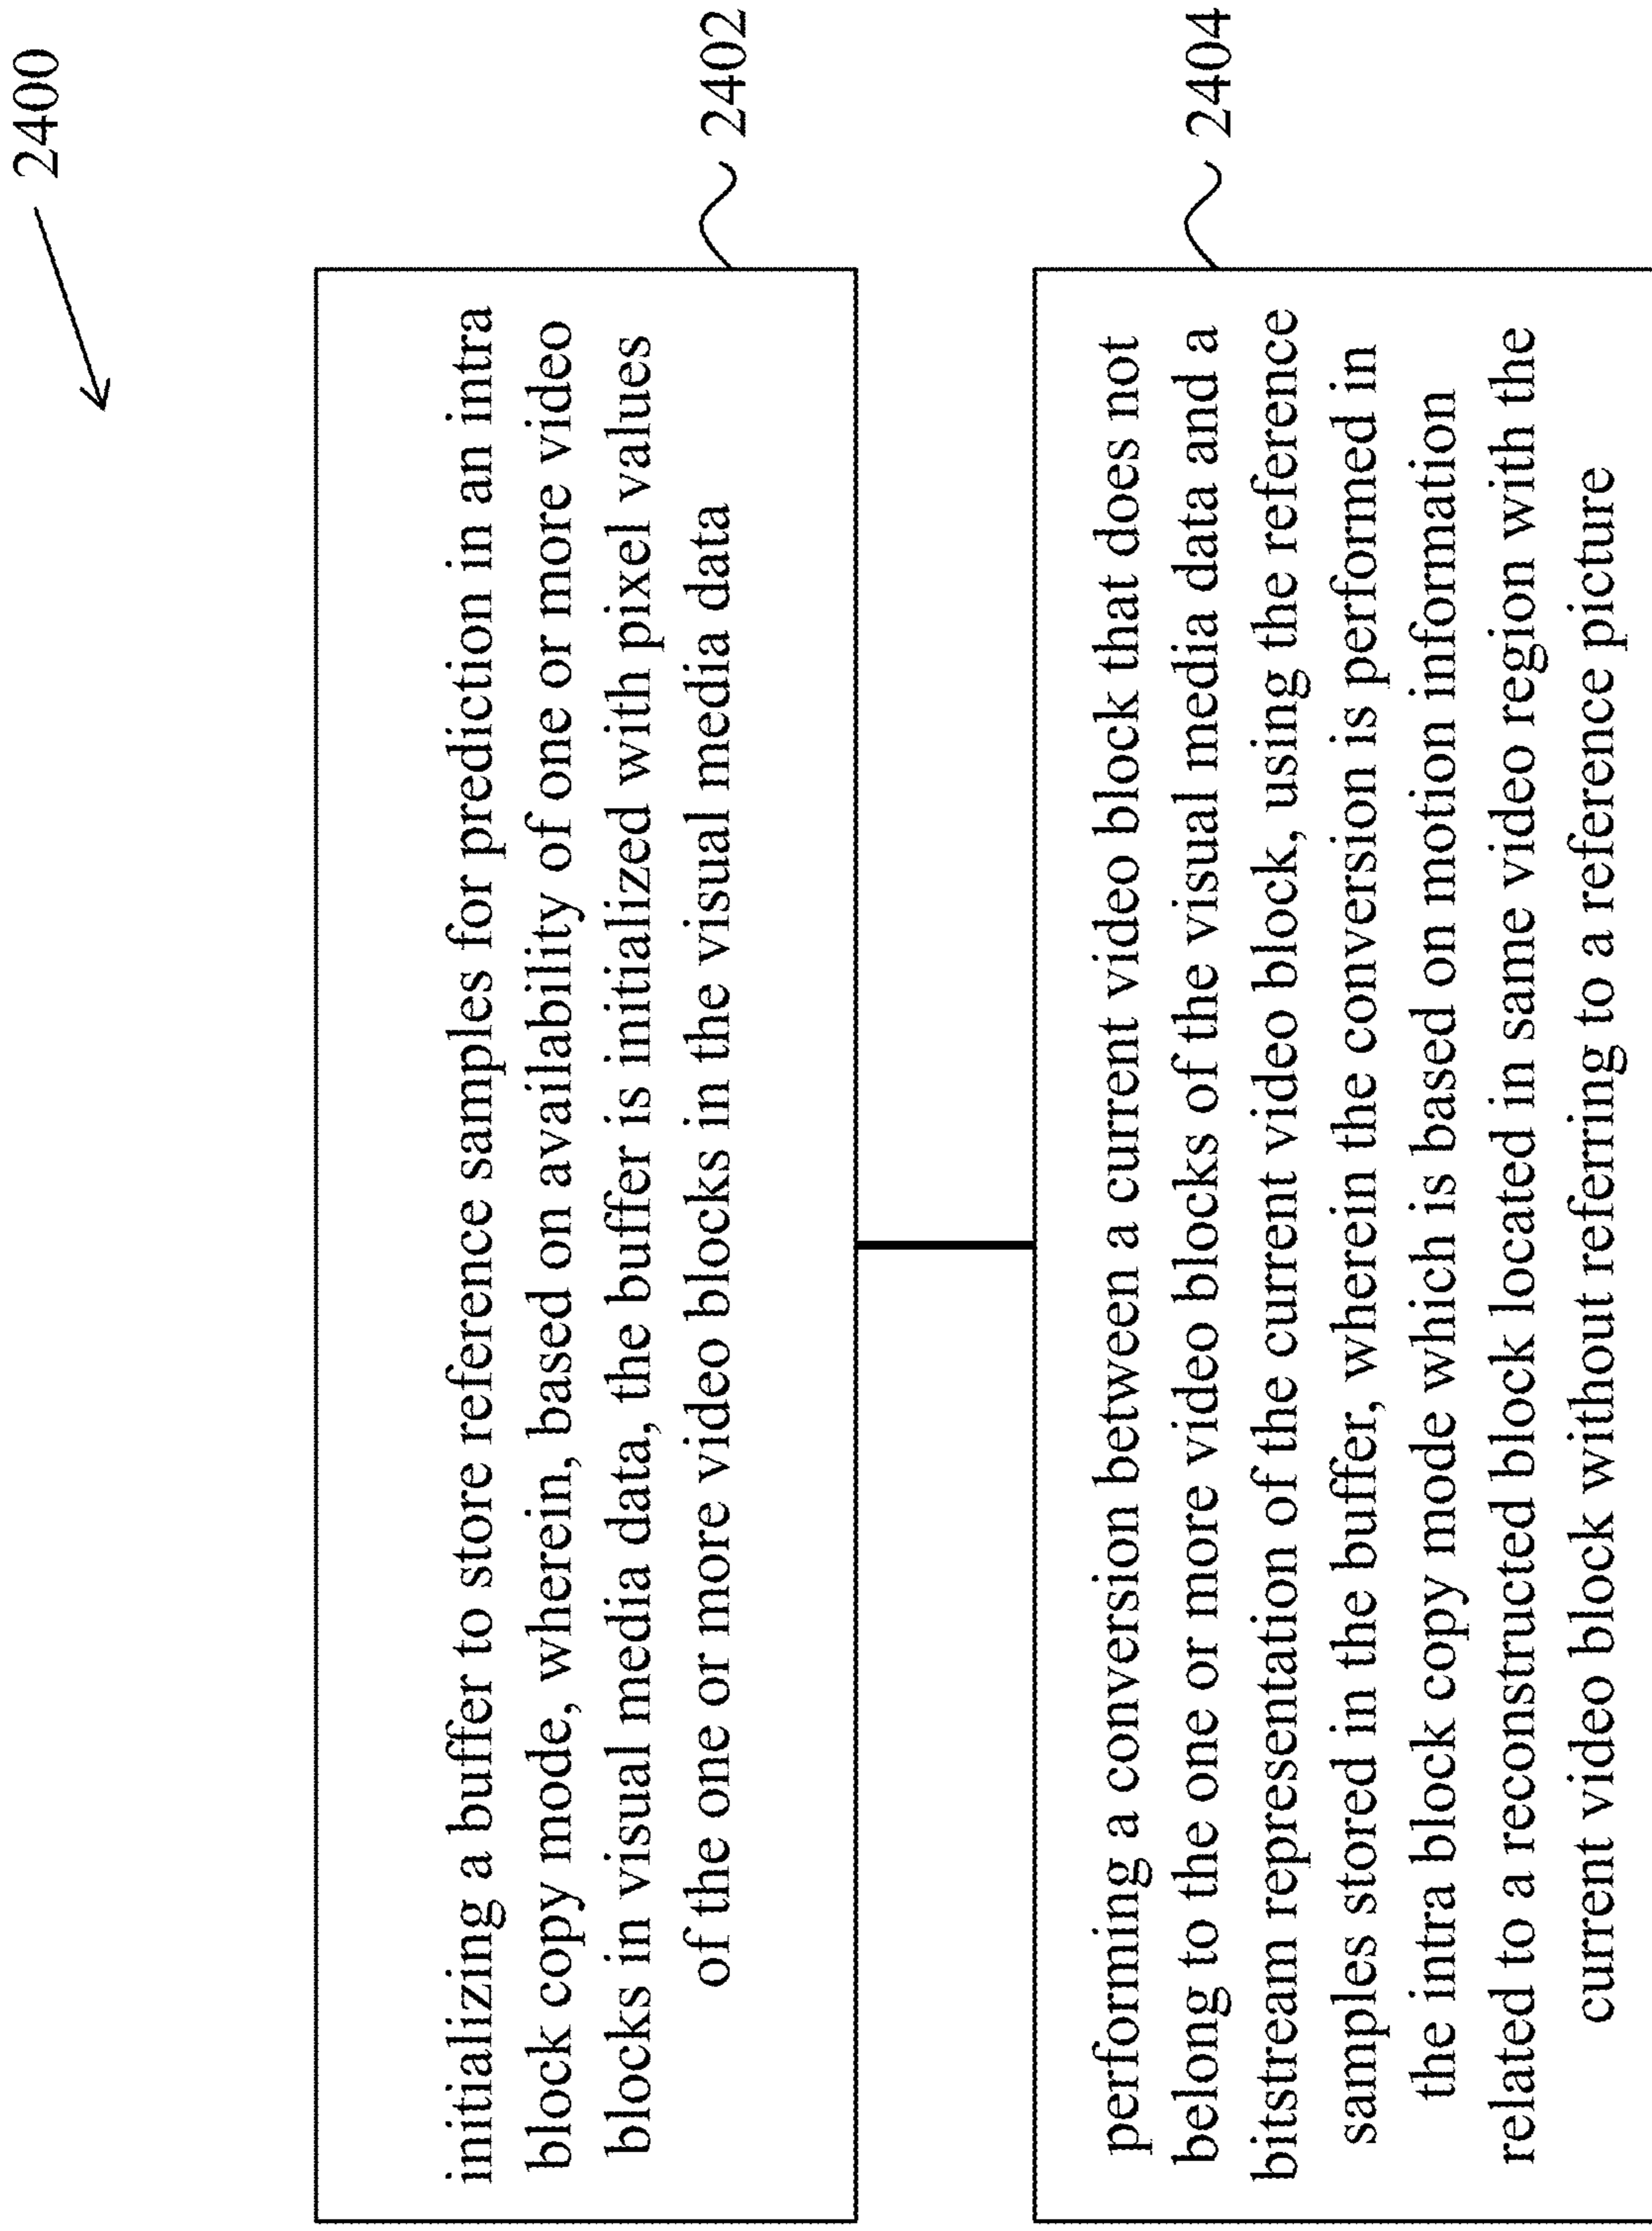 2400
initializing a buffer to store reference samples for prediction in an intra
block copy mode, wherein, based on availability of one or more video
blocks in visual media data, the buffer is initialized with pixel values
of the one or more video blocks in the visual media data
2402
performing a conversion between a current video block that does not
belong to the one or more video blocks of the visual media data and a
bitstream representation of the current video block, using the reference
samples stored in the buffer, wherein the conversion is performed in
the intra block copy mode which is based on motion information
related to a reconstructed block located in same video region with the
current video block without referring to a reference picture
2404